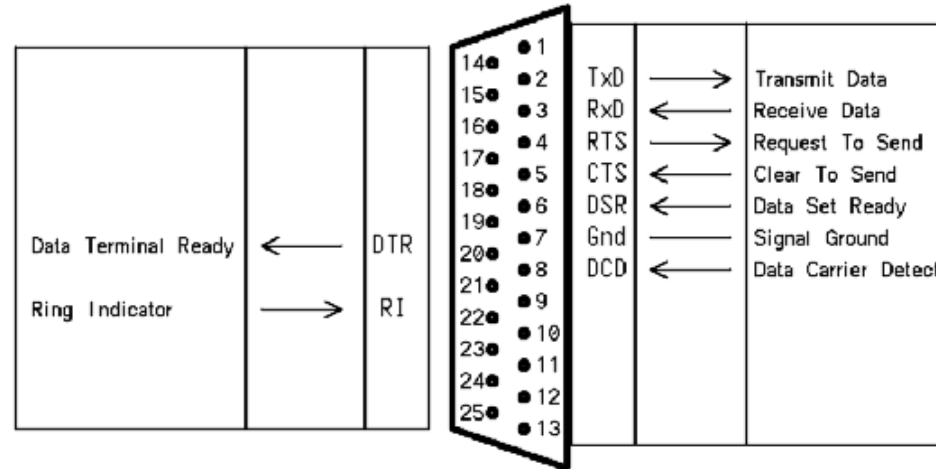 Data Terminal Ready DTR
Ring Indicator RI
14
15
16
17
18
19
20
21
22
23
24
25
1
2 TxD Transmit Data
3 RxD Receive Data
4 RTS Request To Send
5 CTS Clear To Send
6 DSR Data Set Ready
7 Gnd Signal Ground
8 DCD Data Carrier Detect
9
10
11
12
13